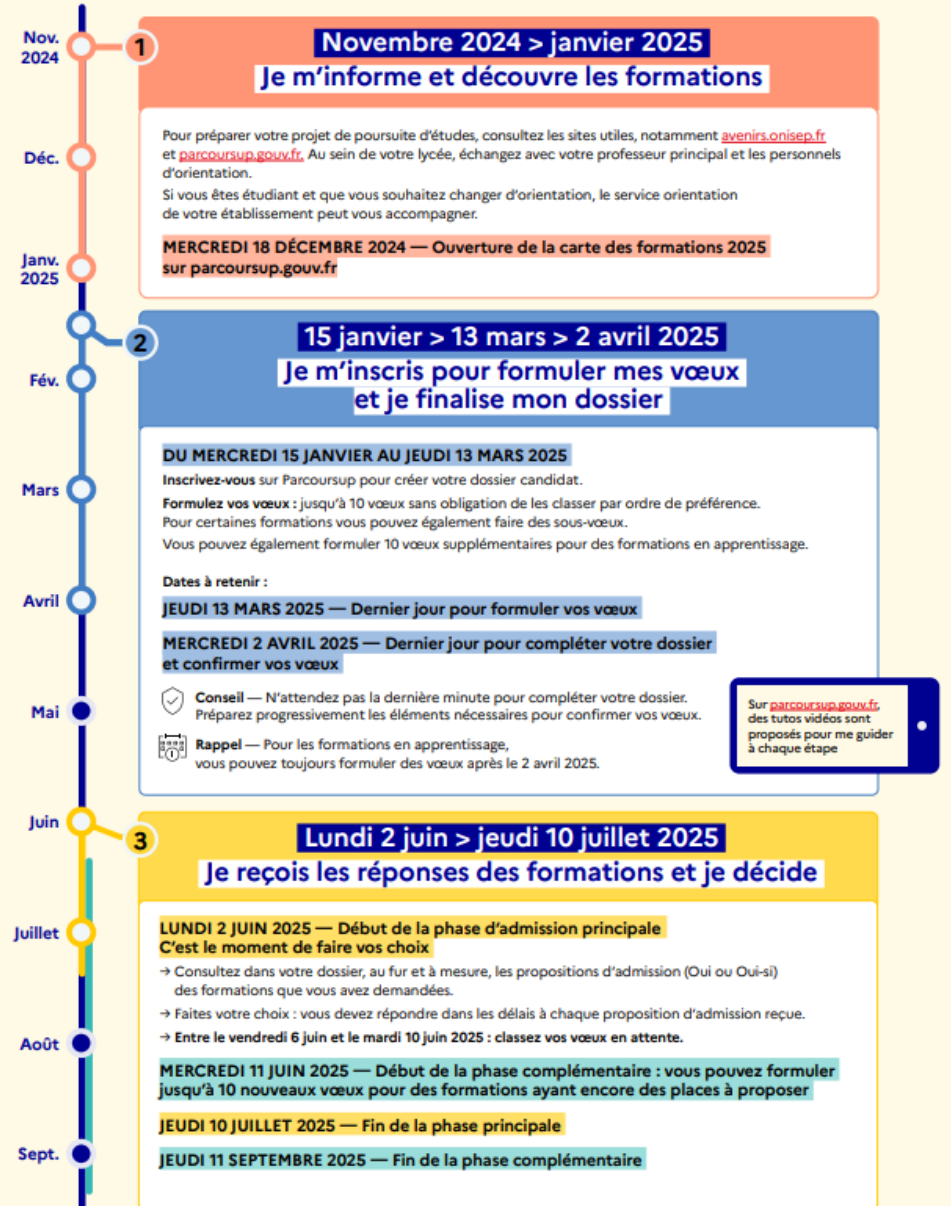 Nov.
2024
1
Novembre 2024 > janvier 2025
Je m'informe et découvre les formations
Pour préparer votre projet de poursuite d'études, consultez les sites utiles, notamment avenirs.onisep.fr
et parcoursup.gouv.fr. Au sein de votre lycée, échangez avec votre professeur principal et les personnels
d'orientation.
Si vous êtes étudiant et que vous souhaitez changer d'orientation, le service orientation
de votre établissement peut vous accompagner.
MERCREDI 18 DÉCEMBRE 2024 — Ouverture de la carte des formations 2025
sur parcoursup.gouv.fr
Déc.
Janv.
2025
2
15 janvier > 13 mars > 2 avril 2025
Je m'inscris pour formuler mes vœux
et je finalise mon dossier
Fév.
DU MERCREDI 15 JANVIER AU JEUDI 13 MARS 2025
Inscrivez-vous sur Parcoursup pour créer votre dossier candidat.
Formulez vos vœux : jusqu'à 10 vœux sans obligation de les classer par ordre de préférence.
Pour certaines formations vous pouvez également faire des sous-vœux.
Vous pouvez également formuler 10 vœux supplémentaires pour des formations en apprentissage.
Mars
Dates à retenir :
JEUDI 13 MARS 2025 — Dernier jour pour formuler vos vœux
MERCREDI 2 AVRIL 2025 — Dernier jour pour compléter votre dossier
et confirmer vos vœux
Avril
Conseil — N'attendez pas la dernière minute pour compléter votre dossier.
Préparez progressivement les éléments nécessaires pour confirmer vos vœux.
Rappel — Pour les formations en apprentissage,
vous pouvez toujours formuler des vœux après le 2 avril 2025.
Mai
Sur parcoursup.gouv.fr,
des tutos vidéos sont
proposés pour me guider
à chaque étape
Juin
3
Lundi 2 juin > jeudi 10 juillet 2025
Je reçois les réponses des formations et je décide
LUNDI 2 JUIN 2025 — Début de la phase d'admission principale
C'est le moment de faire vos choix
→ Consultez dans votre dossier, au fur et à mesure, les propositions d'admission (Oui ou Oui-si)
des formations que vous avez demandées.
→ Faites votre choix : vous devez répondre dans les délais à chaque proposition d'admission reçue.
→ Entre le vendredi 6 juin et le mardi 10 juin 2025 : classez vos vœux en attente.
Juillet
MERCREDI 11 JUIN 2025 — Début de la phase complémentaire : vous pouvez formuler
jusqu'à 10 nouveaux vœux pour des formations ayant encore des places à proposer
Août
JEUDI 10 JUILLET 2025 — Fin de la phase principale
JEUDI 11 SEPTEMBRE 2025 — Fin de la phase complémentaire
Sept.